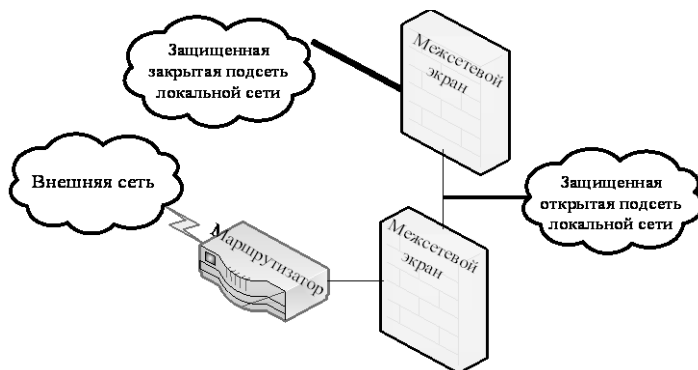 Защищенная
закрытая подсеть
локальной сети
Межсетевой
экран
Внешняя сеть
Защищенная
открытая подсеть
локальной сети
Маршрутизатор
Межсетевой
экран